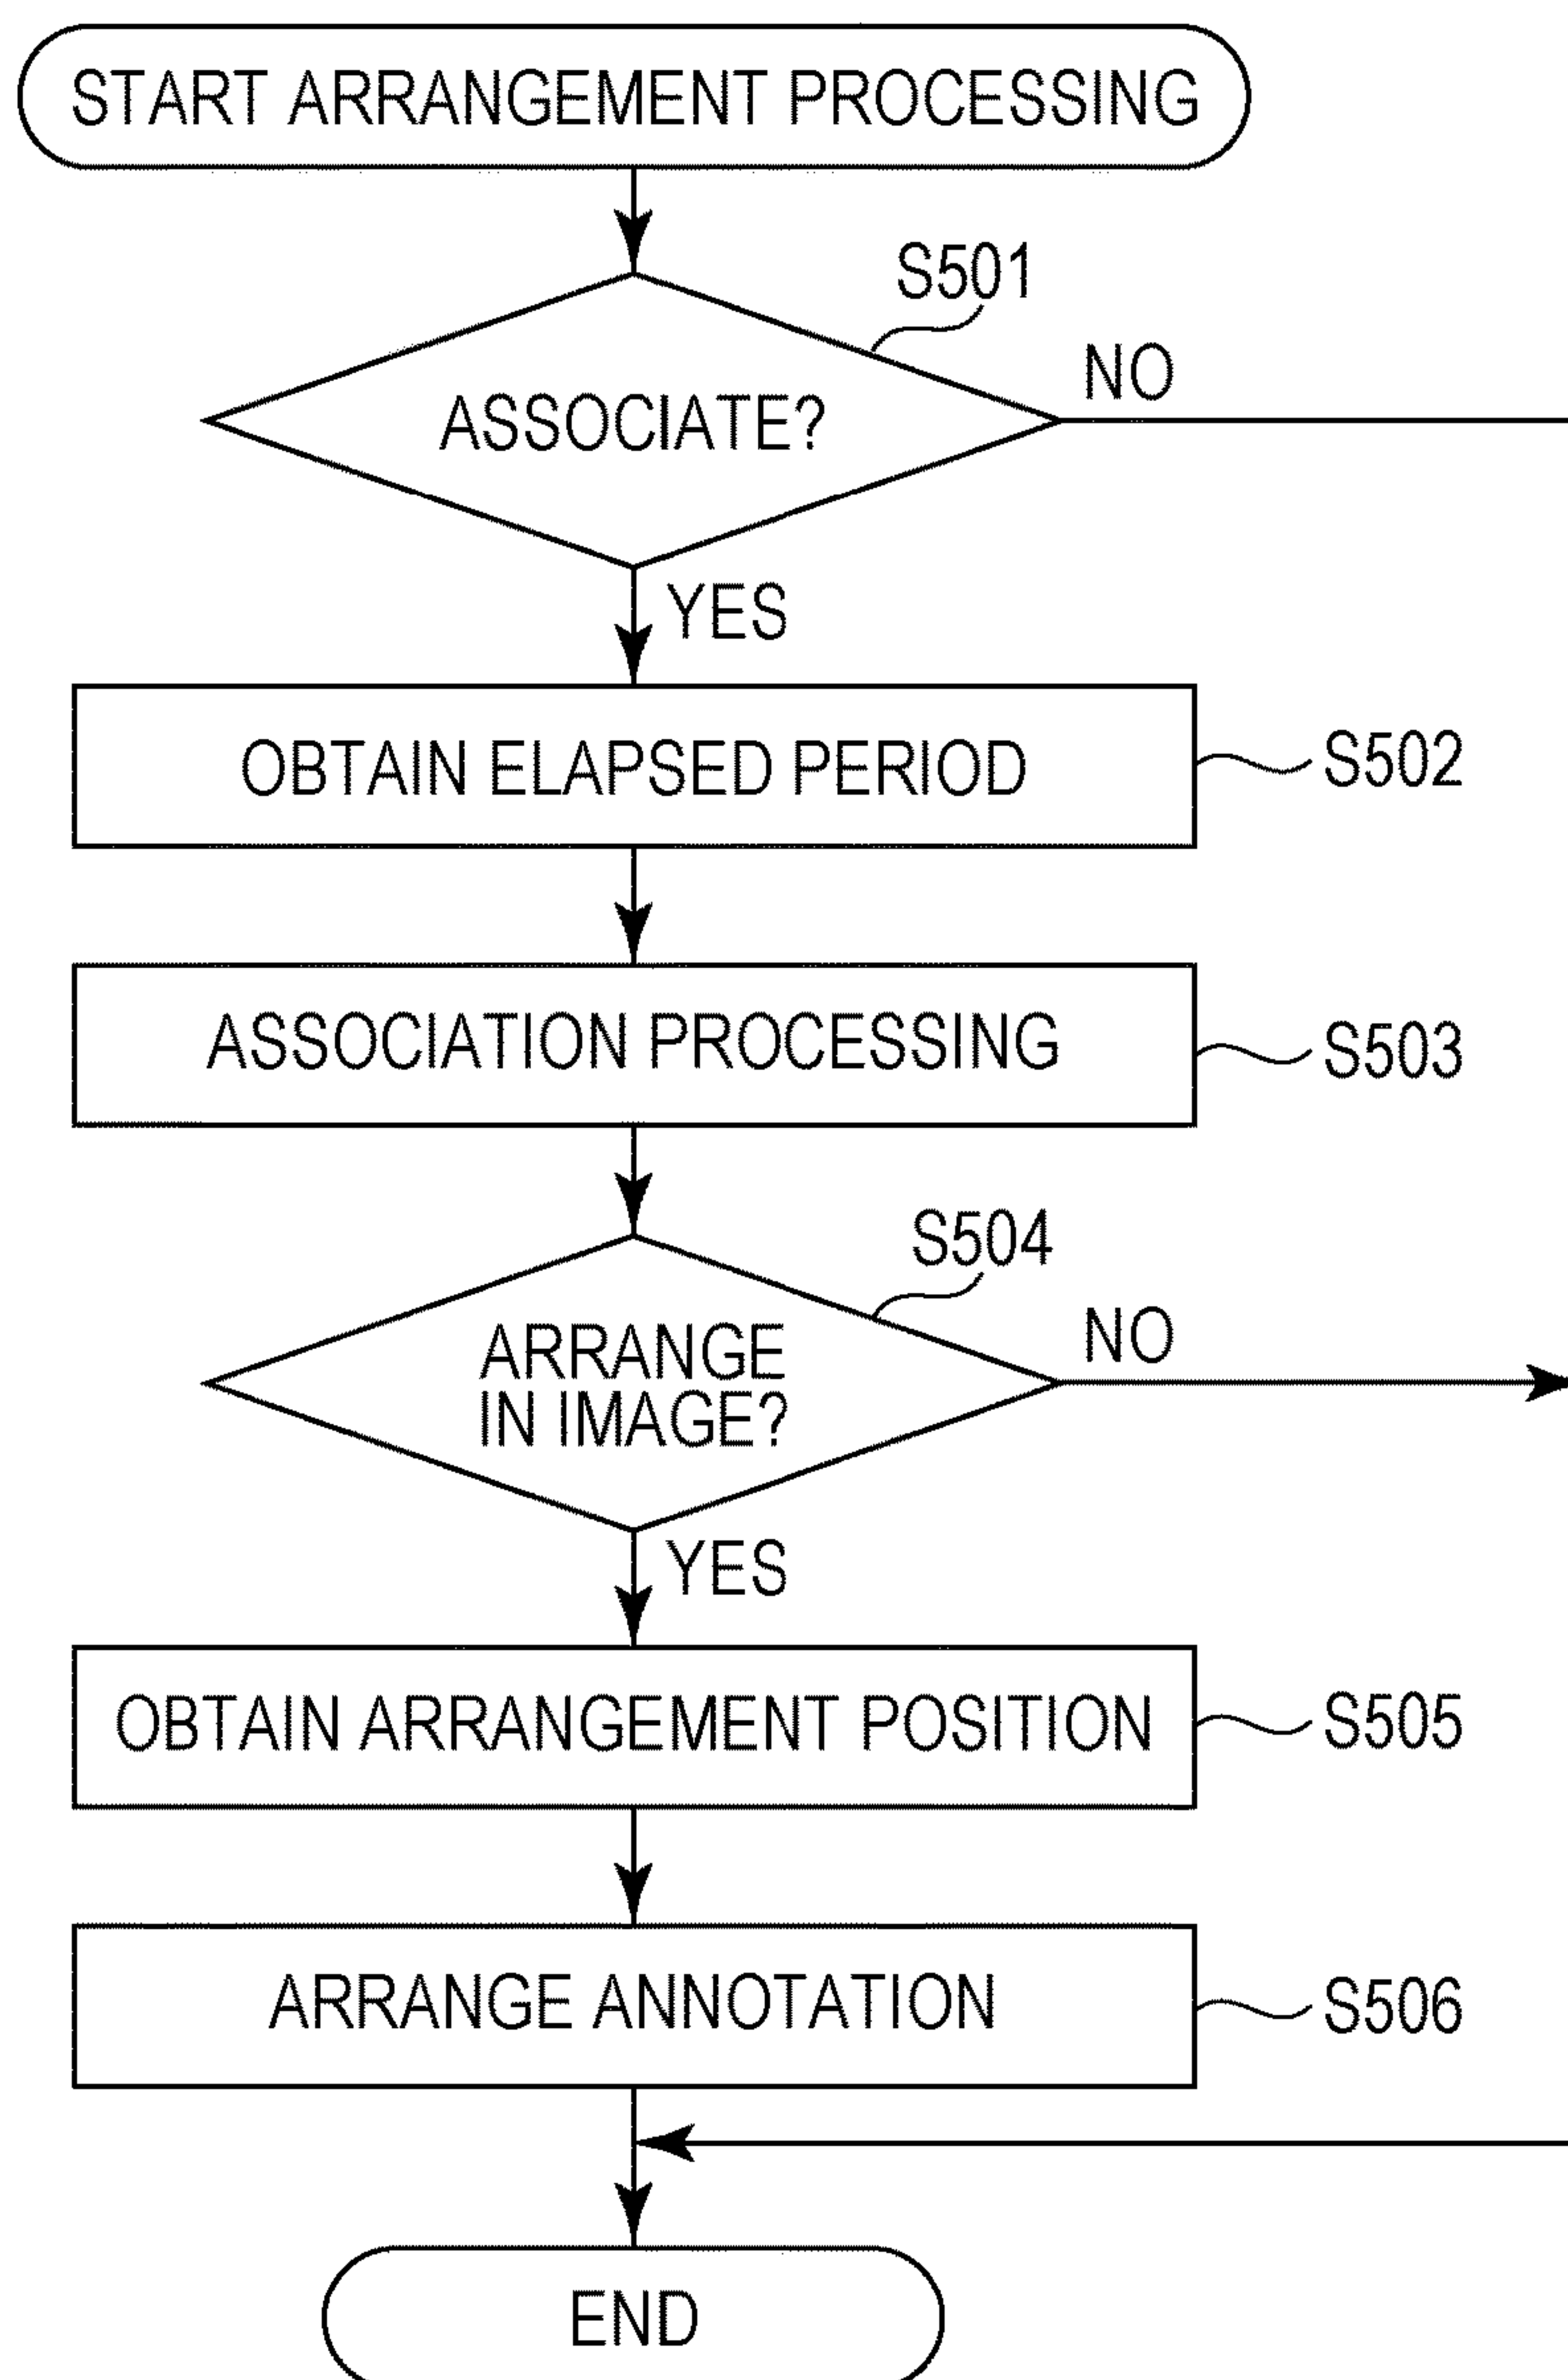 START ARRANGEMENT PROCESSING
S501
ASSOCIATE?
NO
YES
OBTAIN ELAPSED PERIOD
S502
ASSOCIATION PROCESSING
S503
S504
ARRANGE
IN IMAGE?
NO
YES
OBTAIN ARRANGEMENT POSITION
S505
ARRANGE ANNOTATION
S506
END